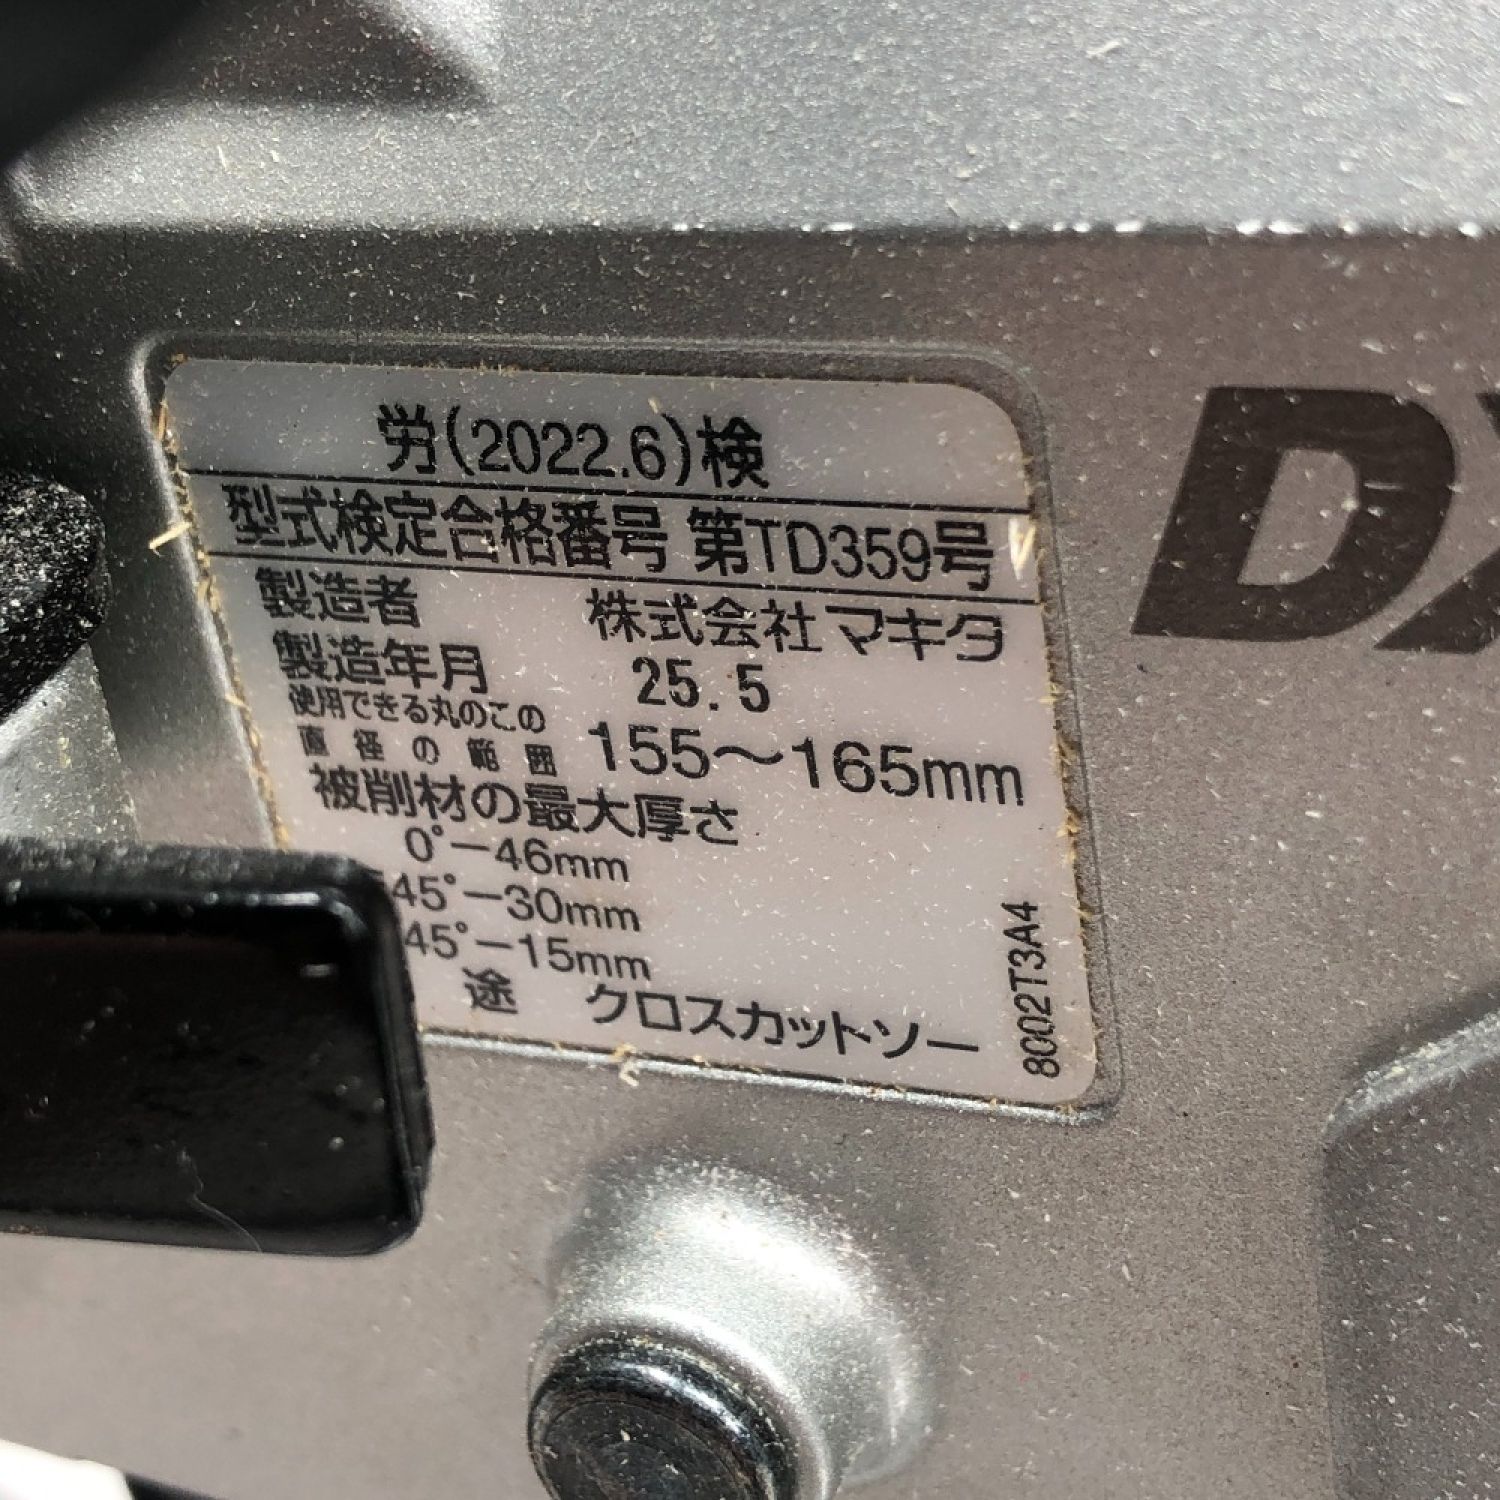 労(2022.6)検
型式検定合格番号 第TD359号
製造者 株式会社マキタ
製造年月 25.5
使用できる丸のこの
直径の範囲 155〜165mm
被削材の最大厚さ
0°−46mm
45°−30mm
45°−15mm
途 クロスカットソー
8002T3A4
DX